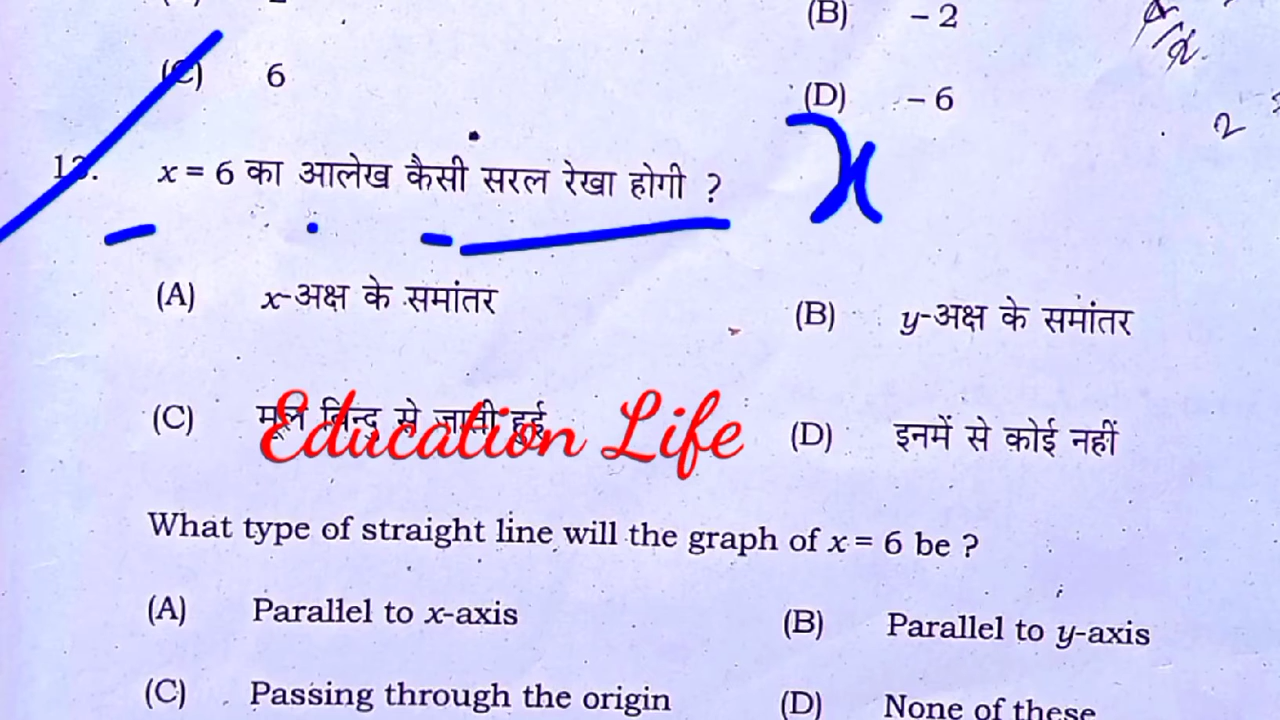 (B) – 2
(C) 6
(D) – 6
2
x = 6 का आलेख कैसी सरल रेखा होगी ?
x
(A) x-अक्ष के समांतर
(B) y-अक्ष के समांतर
(C) मूल बिन्दु से जाती हुई
Education Life
(D) इनमें से कोई नहीं
What type of straight line will the graph of x = 6 be ?
(A) Parallel to x-axis
(B) Parallel to y-axis
(C) Passing through the origin
(D) None of these